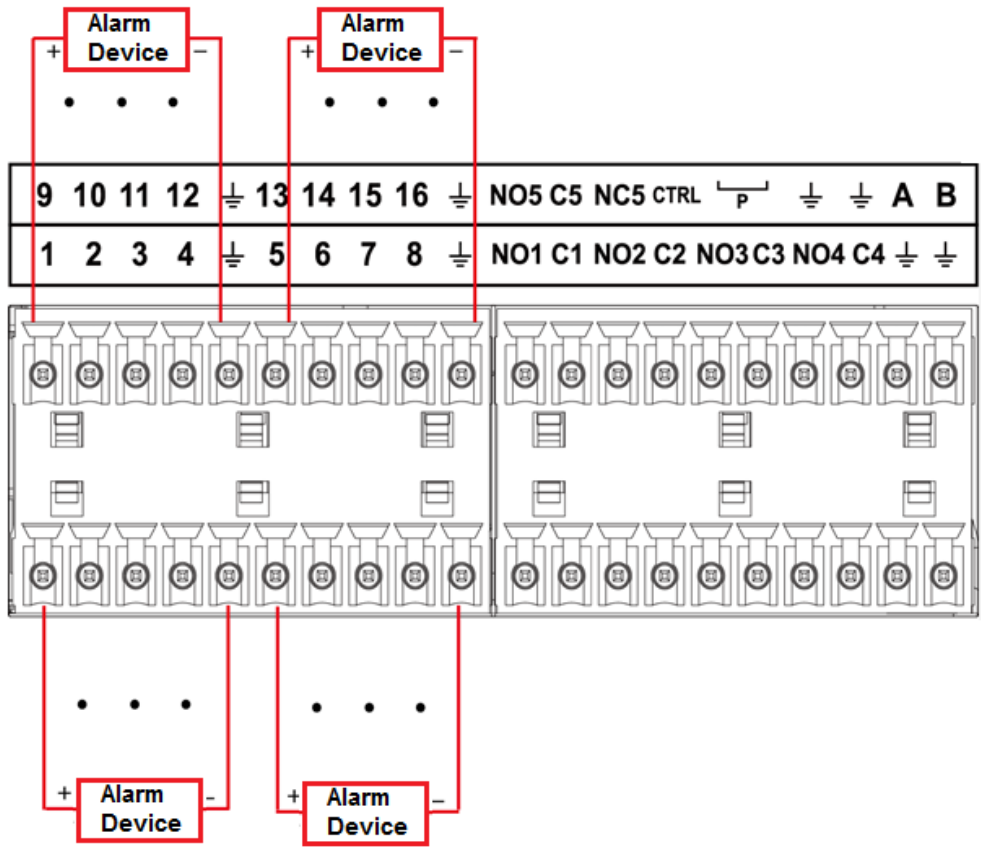 Alarm
Device
+ −
Alarm
Device
+ −
9 10 11 12 ⏚ 13 14 15 16 ⏚ NO5 C5 NC5 CTRL P ⏚ ⏚ A B
1 2 3 4 ⏚ 5 6 7 8 ⏚ NO1 C1 NO2 C2 NO3 C3 NO4 C4 ⏚ ⏚
+ Alarm -
Device
+ Alarm −
Device